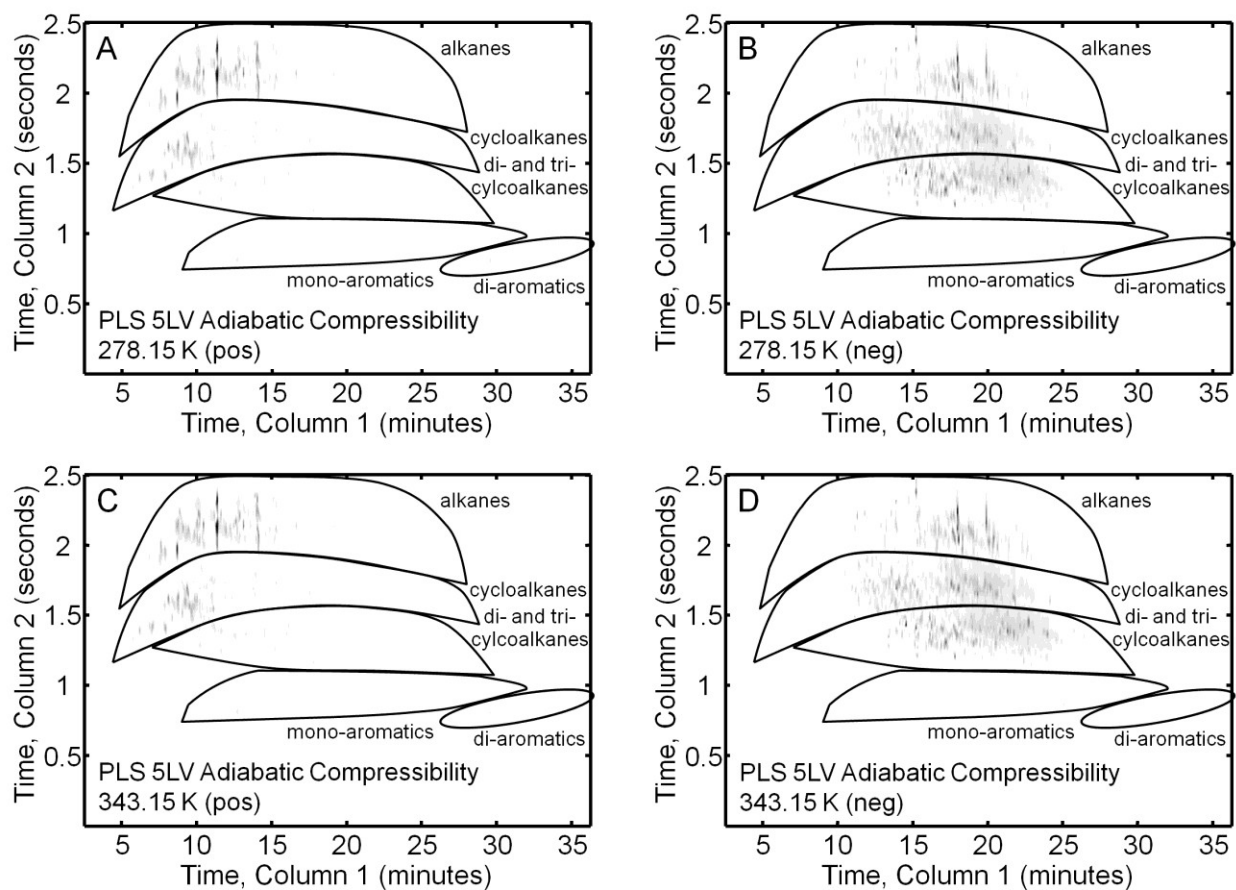 A
2.5
2
1.5
1
0.5
Time, Column 2 (seconds)
alkanes
cycloalkanes
di- and tri-
cylcoalkanes
mono-aromatics
di-aromatics
PLS 5LV Adiabatic Compressibility
278.15 K (pos)
5 10 15 20 25 30 35
Time, Column 1 (minutes)
B
2.5
2
1.5
1
0.5
Time, Column 2 (seconds)
alkanes
cycloalkanes
di- and tri-
cylcoalkanes
mono-aromatics
di-aromatics
PLS 5LV Adiabatic Compressibility
278.15 K (neg)
5 10 15 20 25 30 35
Time, Column 1 (minutes)
C
2.5
2
1.5
1
0.5
Time, Column 2 (seconds)
alkanes
cycloalkanes
di- and tri-
cylcoalkanes
mono-aromatics
di-aromatics
PLS 5LV Adiabatic Compressibility
343.15 K (pos)
5 10 15 20 25 30 35
Time, Column 1 (minutes)
D
2.5
2
1.5
1
0.5
Time, Column 2 (seconds)
alkanes
cycloalkanes
di- and tri-
cylcoalkanes
mono-aromatics
di-aromatics
PLS 5LV Adiabatic Compressibility
343.15 K (neg)
5 10 15 20 25 30 35
Time, Column 1 (minutes)